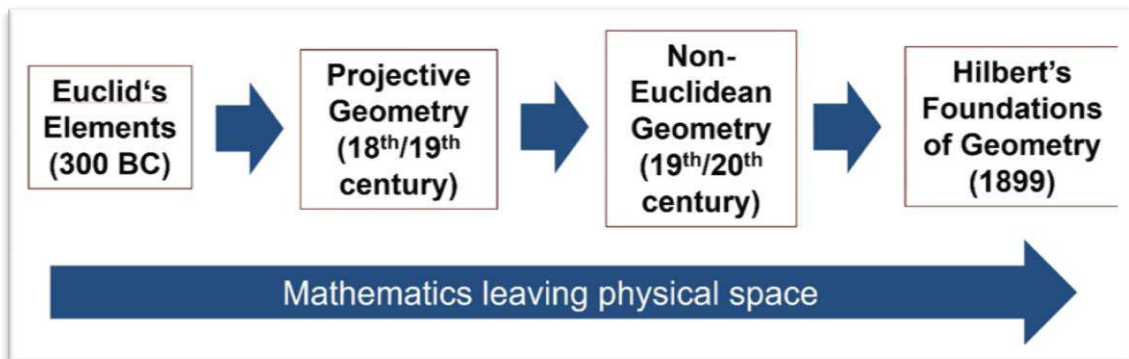 Euclid‘s
Elements
(300 BC)
Projective
Geometry
(18th/19th
century)
Non-
Euclidean
Geometry
(19th/20th
century)
Hilbert’s
Foundations
of Geometry
(1899)
Mathematics leaving physical space